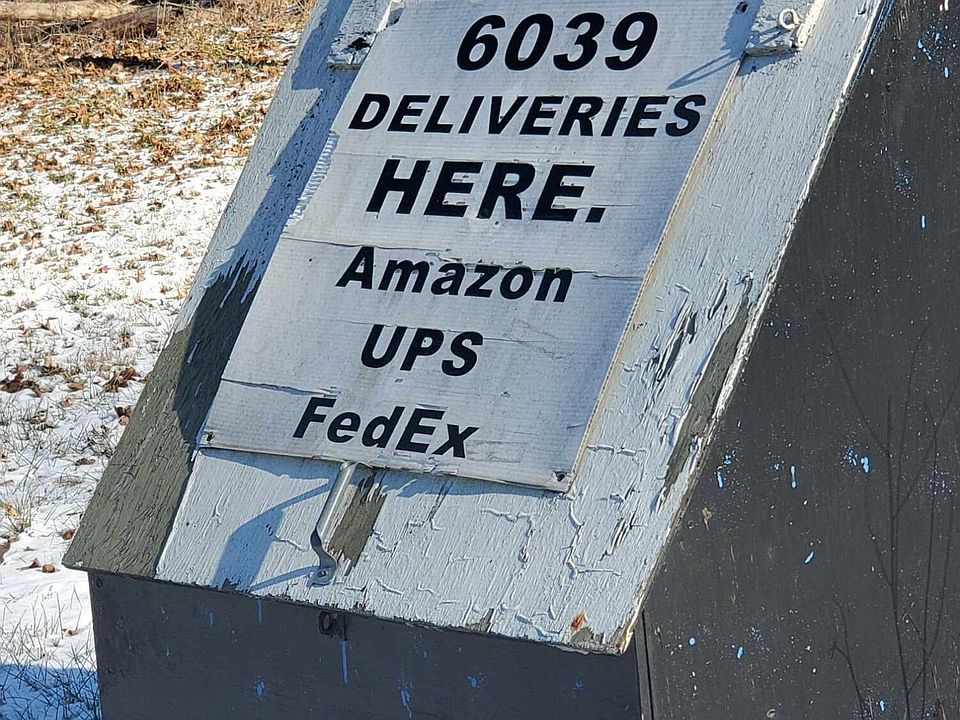 6039
DELIVERIES
HERE.
Amazon
UPS
FedEx